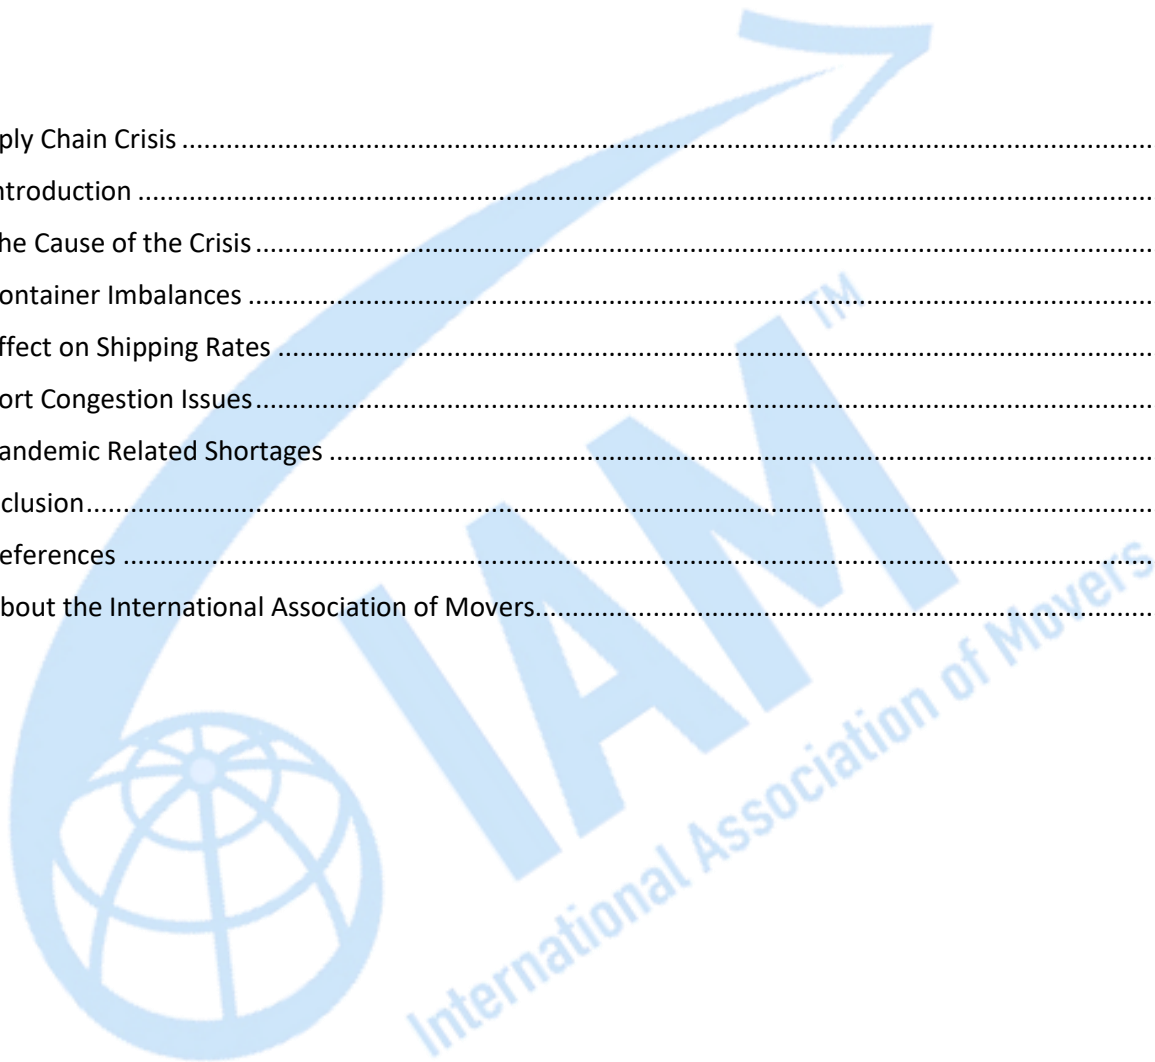 ply Chain Crisis ..........................................................................................................................
ntroduction ..........................................................................................................................
he Cause of the Crisis ..........................................................................................................................
ontainer Imbalances ..........................................................................................................................
ffect on Shipping Rates ..........................................................................................................................
ort Congestion Issues ..........................................................................................................................
andemic Related Shortages ..........................................................................................................................
clusion ..........................................................................................................................
eferences ..........................................................................................................................
bout the International Association of Movers ..........................................................................................................................
IAM™
International Association of Movers